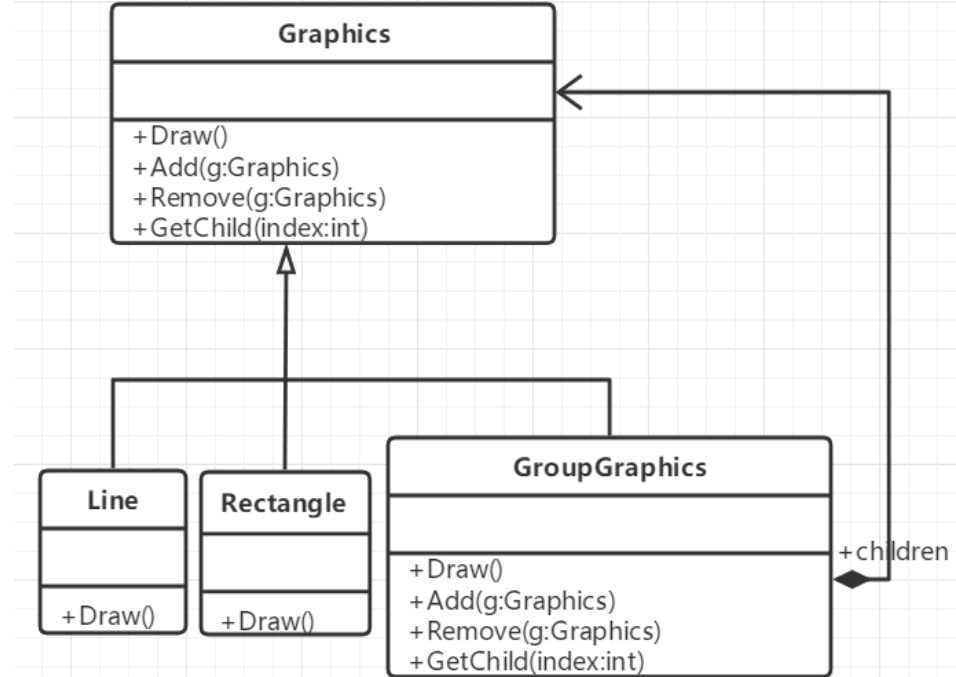 Graphics
+Draw()
+Add(g:Graphics)
+Remove(g:Graphics)
+GetChild(index:int)
Line
+Draw()
Rectangle
+Draw()
GroupGraphics
+Draw()
+Add(g:Graphics)
+Remove(g:Graphics)
+GetChild(index:int)
+children